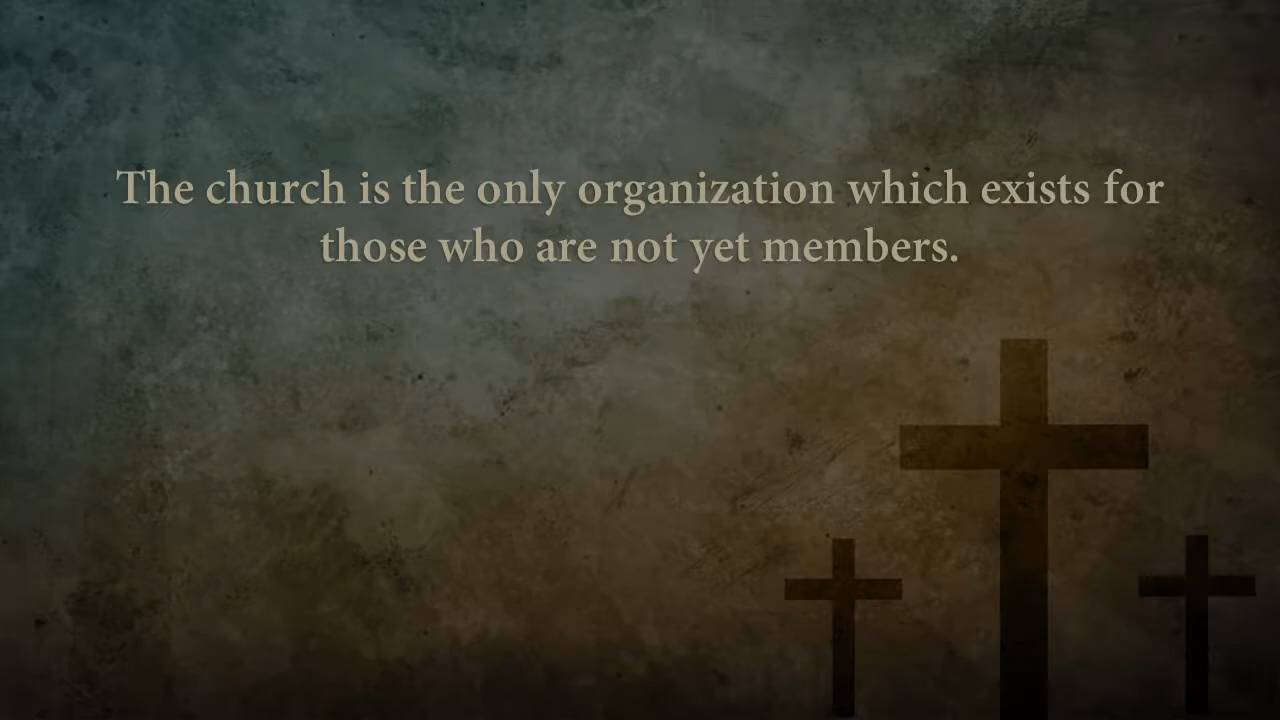 The church is the only organization which exists for
those who are not yet members.